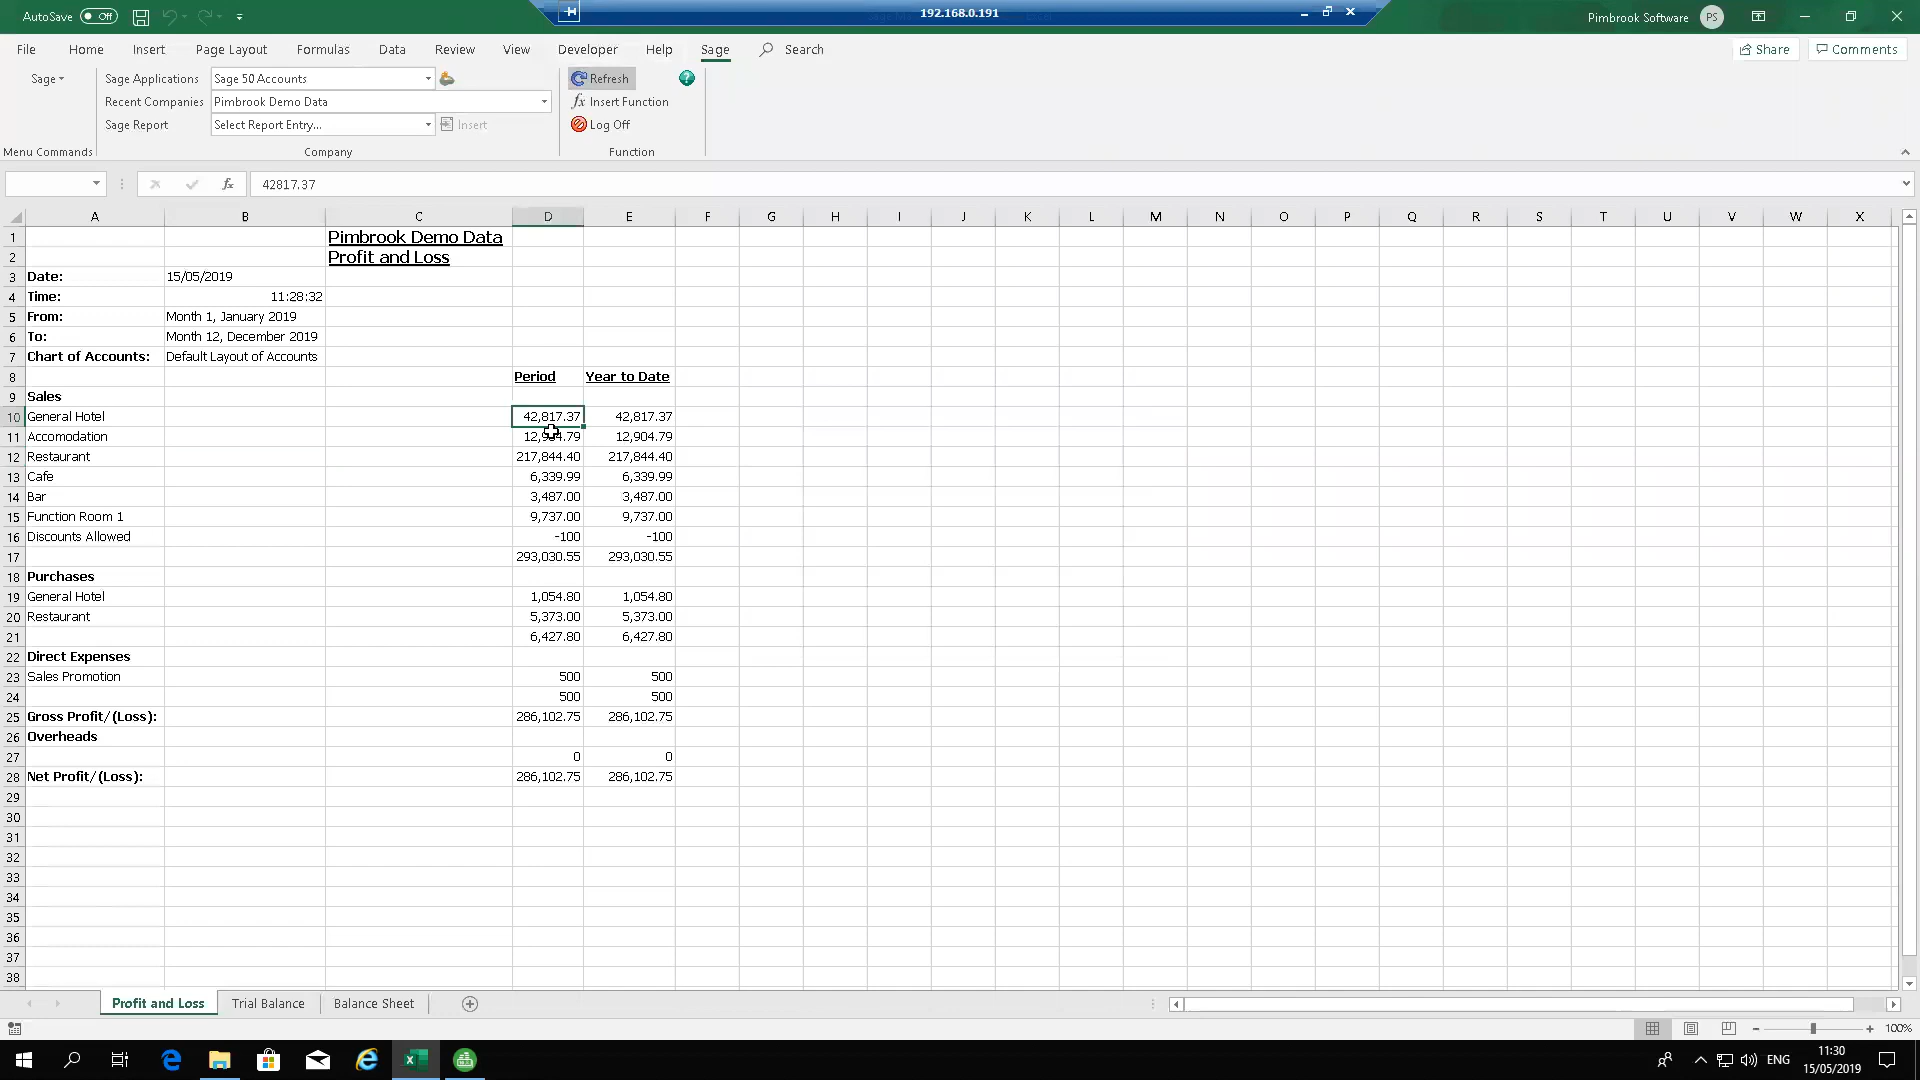 AutoSave Off 192.168.0.191 Pimbrook Software PS
File Home Insert Page Layout Formulas Data Review View Developer Help Sage Search Share Comments
Sage Sage Applications Sage 50 Accounts Refresh ?
Recent Companies Pimbrook Demo Data fx Insert Function
Sage Report Select Report Entry... Insert Log Off
Menu Commands Company Function
fx 42817.37
A B C D E F G H I J K L M N O P Q R S T U V W X
1 Pimbrook Demo Data
2 Profit and Loss
3 Date: 15/05/2019
4 Time: 11:28:32
5 From: Month 1, January 2019
6 To: Month 12, December 2019
7 Chart of Accounts: Default Layout of Accounts
8 Period Year to Date
9 Sales
10 General Hotel 42,817.37 42,817.37
11 Accomodation 12,904.79 12,904.79
12 Restaurant 217,844.40 217,844.40
13 Cafe 6,339.99 6,339.99
14 Bar 3,487.00 3,487.00
15 Function Room 1 9,737.00 9,737.00
16 Discounts Allowed -100 -100
17 293,030.55 293,030.55
18 Purchases
19 General Hotel 1,054.80 1,054.80
20 Restaurant 5,373.00 5,373.00
21 6,427.80 6,427.80
22 Direct Expenses
23 Sales Promotion 500 500
24 500 500
25 Gross Profit/(Loss): 286,102.75 286,102.75
26 Overheads
27 0 0
28 Net Profit/(Loss): 286,102.75 286,102.75
29
30
31
32
33
34
35
36
37
38
Profit and Loss Trial Balance Balance Sheet
100%
ENG 11:30
15/05/2019